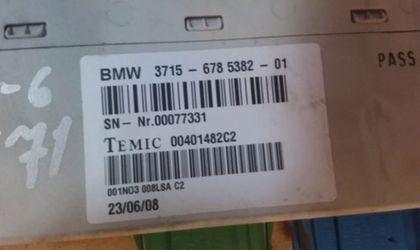 BMW 3715 - 678 5382 - 01
PASS
-6
71
SN- Nr.00077331
TEMIC 00401482C2
001NO3 008LSA C2
23/06/08